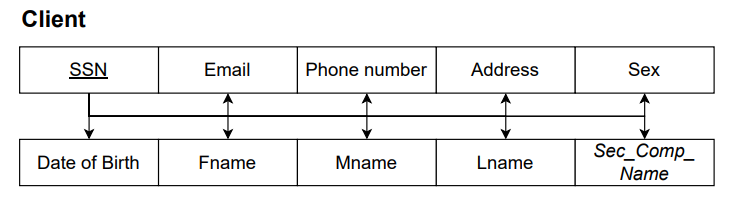 Client
SSN Email Phone number Address Sex
Date of Birth Fname Mname Lname Sec_Comp_
Name